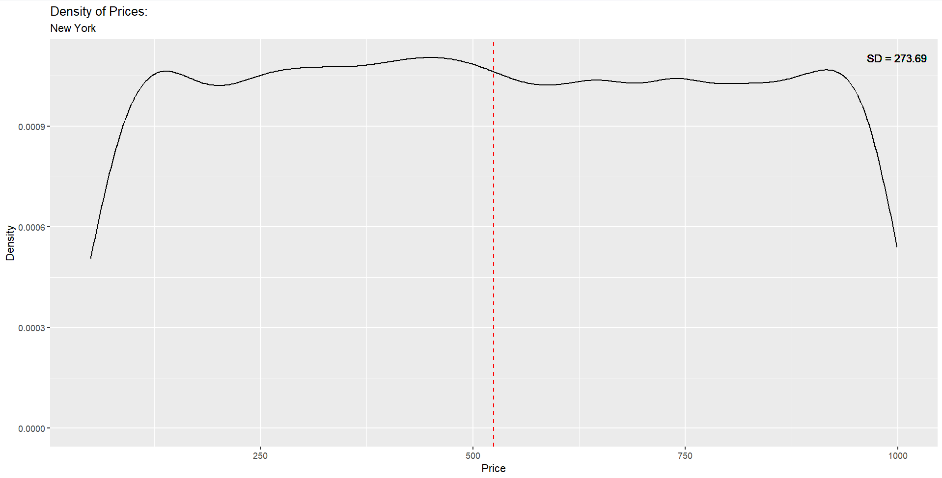 Density of Prices:
New York
SD = 273.69
0.0009
0.0006
Density
0.0003
0.0000
250
500
750
1000
Price